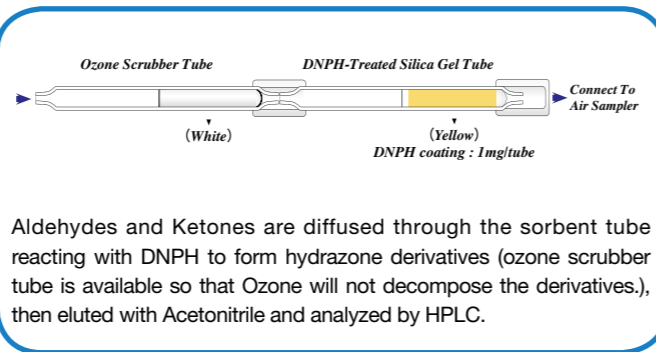 Ozone Scrubber Tube
DNPH-Treated Silica Gel Tube
Connect To
Air Sampler
(White)
(Yellow)
DNPH coating : 1mg/tube
Aldehydes and Ketones are diffused through the sorbent tube
reacting with DNPH to form hydrazone derivatives (ozone scrubber
tube is available so that Ozone will not decompose the derivatives.),
then eluted with Acetonitrile and analyzed by HPLC.